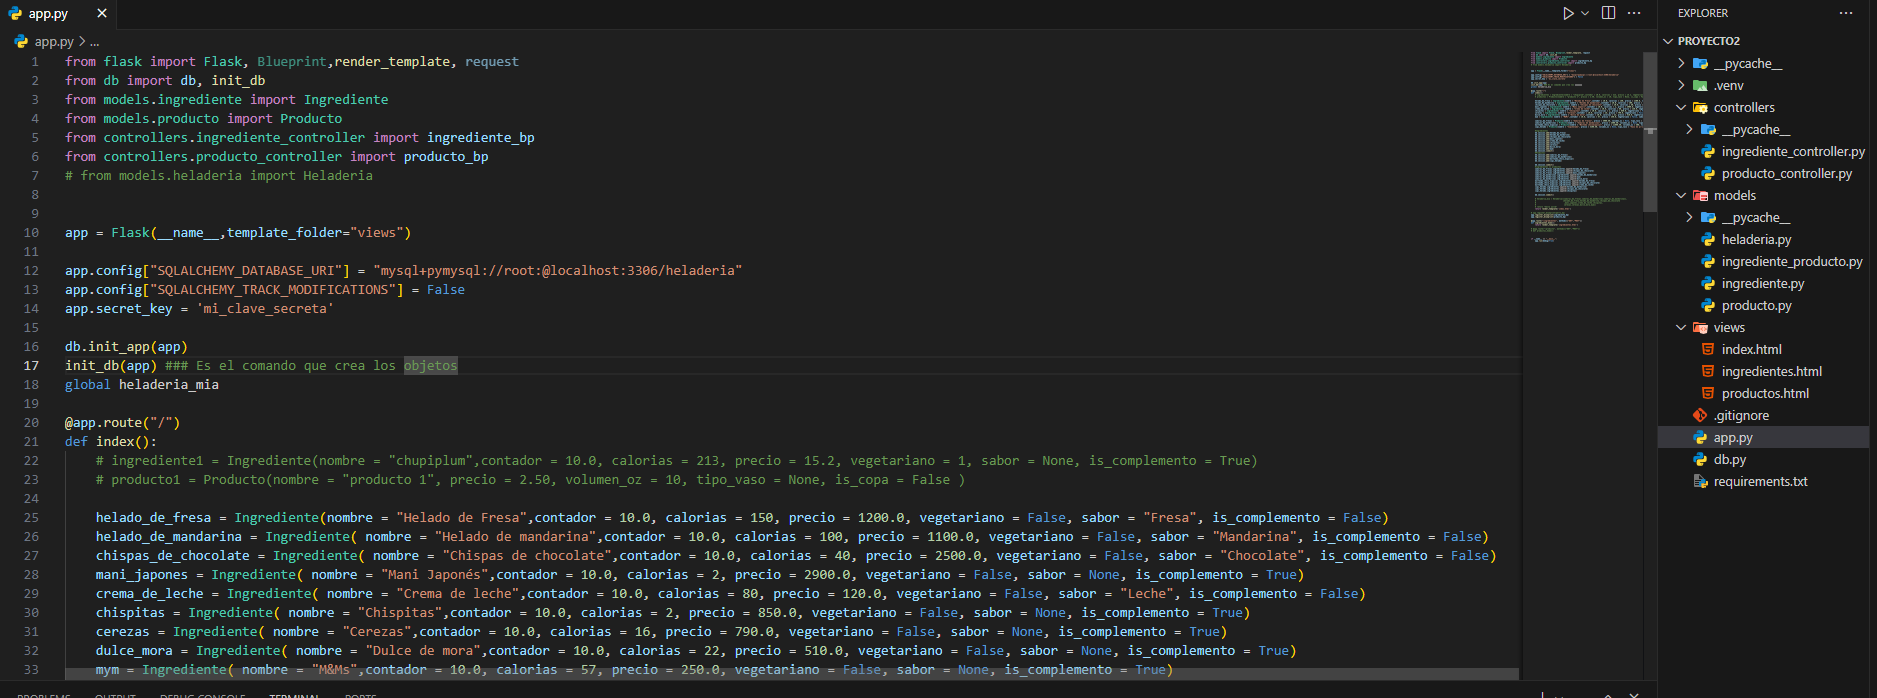 app.py
app.py > ...
1 from flask import Flask, Blueprint,render_template, request
2 from db import db, init_db
3 from models.ingrediente import Ingrediente
4 from models.producto import Producto
5 from controllers.ingrediente_controller import ingrediente_bp
6 from controllers.producto_controller import producto_bp
7 # from models.heladeria import Heladeria
8
9
10 app = Flask(__name__,template_folder="views")
11
12 app.config["SQLALCHEMY_DATABASE_URI"] = "mysql+pymysql://root:@localhost:3306/heladeria"
13 app.config["SQLALCHEMY_TRACK_MODIFICATIONS"] = False
14 app.secret_key = 'mi_clave_secreta'
15
16 db.init_app(app)
17 init_db(app) ### Es el comando que crea los objetos
18 global heladeria_mia
19
20 @app.route("/")
21 def index():
22 # ingrediente1 = Ingrediente(nombre = "chupiplum",contador = 10.0, calorias = 213, precio = 15.2, vegetariano = 1, sabor = None, is_complemento = True)
23 # producto1 = Producto(nombre = "producto 1", precio = 2.50, volumen_oz = 10, tipo_vaso = None, is_copa = False )
24
25 helado_de_fresa = Ingrediente(nombre = "Helado de Fresa",contador = 10.0, calorias = 150, precio = 1200.0, vegetariano = False, sabor = "Fresa", is_complemento = False)
26 helado_de_mandarina = Ingrediente( nombre = "Helado de mandarina",contador = 10.0, calorias = 100, precio = 1100.0, vegetariano = False, sabor = "Mandarina", is_complemento = False)
27 chispas_de_chocolate = Ingrediente( nombre = "Chispas de chocolate",contador = 10.0, calorias = 40, precio = 2500.0, vegetariano = False, sabor = "Chocolate", is_complemento = False)
28 mani_japones = Ingrediente( nombre = "Mani Japonés",contador = 10.0, calorias = 2, precio = 2900.0, vegetariano = False, sabor = None, is_complemento = True)
29 crema_de_leche = Ingrediente( nombre = "Crema de leche",contador = 10.0, calorias = 80, precio = 120.0, vegetariano = False, sabor = "Leche", is_complemento = False)
30 chispitas = Ingrediente( nombre = "Chispitas",contador = 10.0, calorias = 2, precio = 850.0, vegetariano = False, sabor = None, is_complemento = True)
31 cerezas = Ingrediente( nombre = "Cerezas",contador = 10.0, calorias = 16, precio = 790.0, vegetariano = False, sabor = None, is_complemento = True)
32 dulce_mora = Ingrediente( nombre = "Dulce de mora",contador = 10.0, calorias = 22, precio = 510.0, vegetariano = False, sabor = None, is_complemento = True)
33 mym = Ingrediente( nombre = "M&Ms",contador = 10.0, calorias = 57, precio = 250.0, vegetariano = False, sabor = None, is_complemento = True)
PROBLEMS OUTPUT DEBUG CONSOLE TERMINAL PORTS
EXPLORER
PROYECTO2
__pycache__
.venv
controllers
__pycache__
ingrediente_controller.py
producto_controller.py
models
__pycache__
heladeria.py
ingrediente_producto.py
ingrediente.py
producto.py
views
index.html
ingredientes.html
productos.html
.gitignore
app.py
db.py
requirements.txt